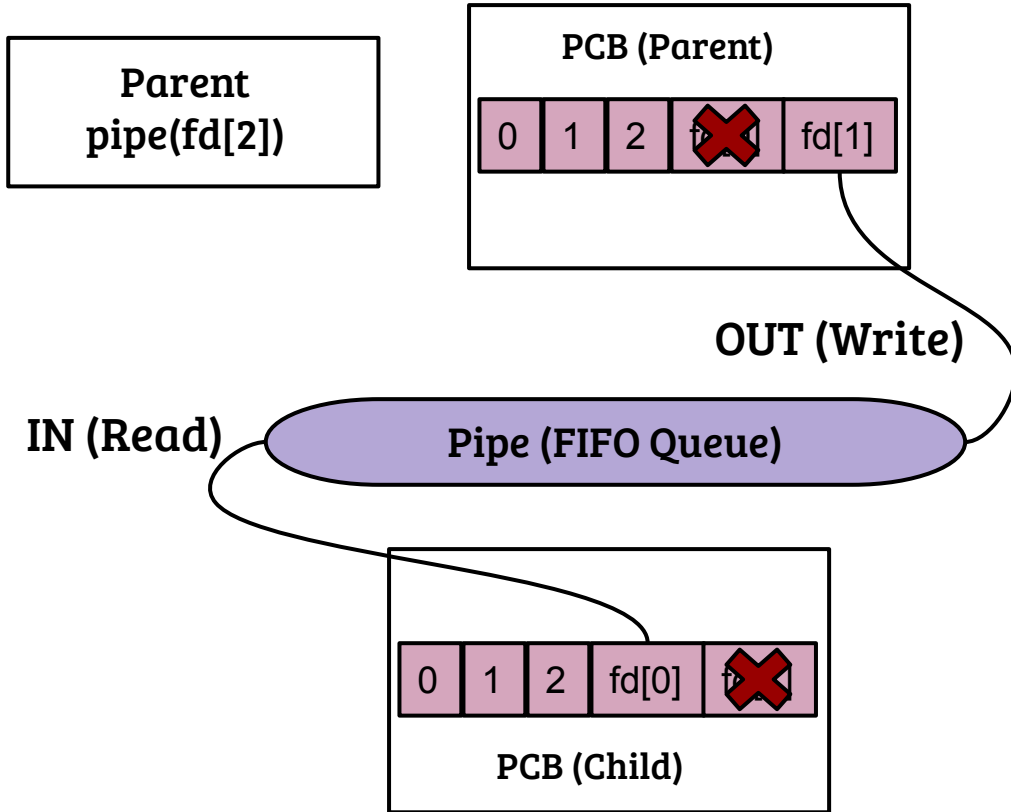 Parent
pipe(fd[2])
PCB (Parent)
0 1 2 fd[1]
OUT (Write)
IN (Read)
Pipe (FIFO Queue)
0 1 2 fd[0]
PCB (Child)